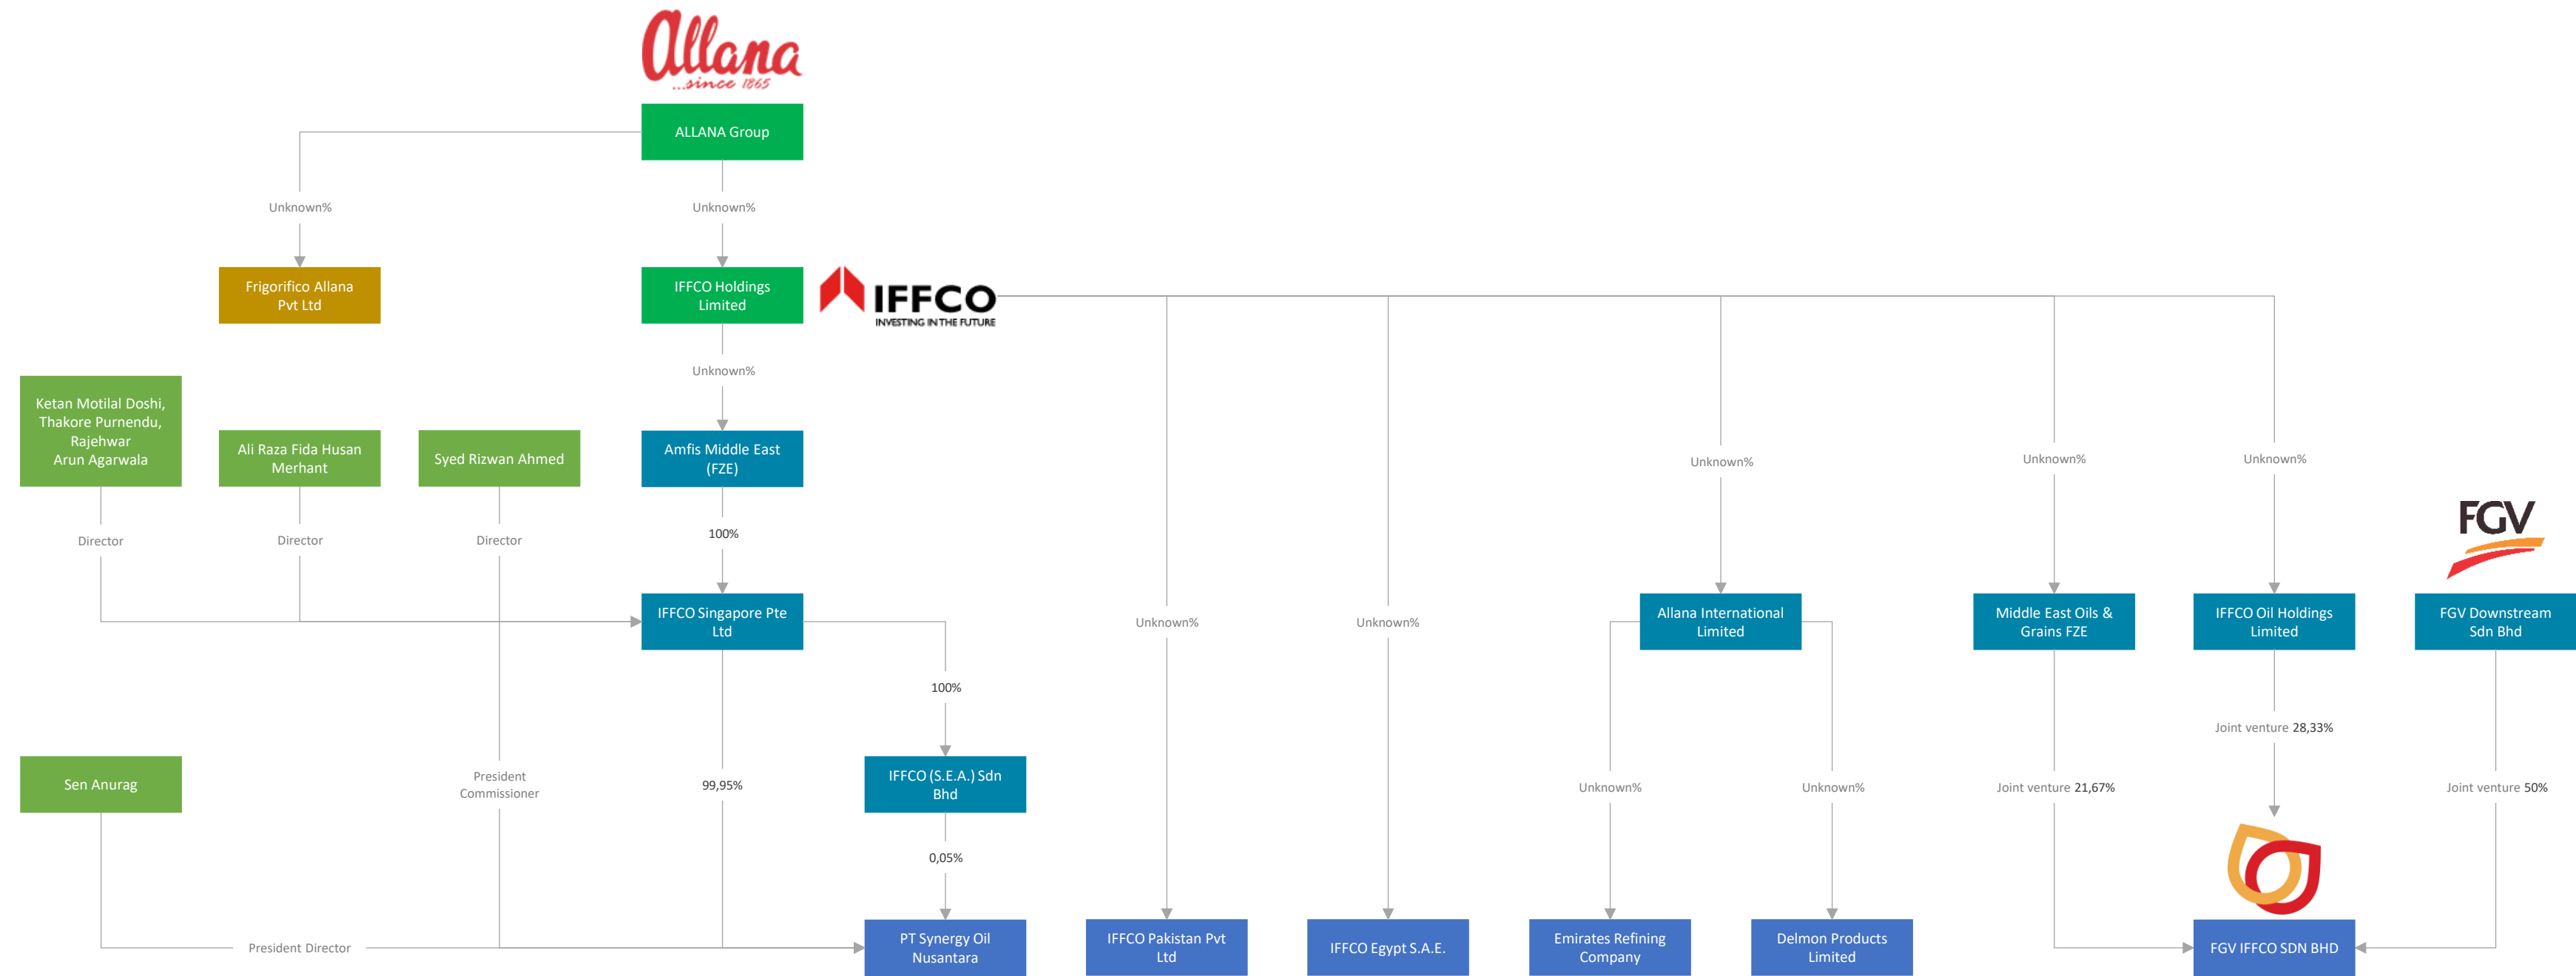 Allana
...since 1865
ALLANA Group
Unknown%
Unknown%
Frigorifico Allana
Pvt Ltd
IFFCO Holdings
Limited
IFFCO
INVESTING IN THE FUTURE
Unknown%
Ketan Motilal Doshi,
Thakore Purnendu,
Rajehwar
Arun Agarwala
Ali Raza Fida Husan
Merhant
Syed Rizwan Ahmed
Amfis Middle East
(FZE)
Unknown%
Unknown%
Unknown%
Director
Director
Director
100%
FGV
IFFCO Singapore Pte
Ltd
Unknown%
Unknown%
Allana International
Limited
Middle East Oils &
Grains FZE
IFFCO Oil Holdings
Limited
FGV Downstream
Sdn Bhd
100%
Joint venture 28,33%
Sen Anurag
President
Commissioner
99,95%
IFFCO (S.E.A.) Sdn
Bhd
Unknown%
Unknown%
Joint venture 21,67%
Joint venture 50%
0,05%
President Director
PT Synergy Oil
Nusantara
IFFCO Pakistan Pvt
Ltd
IFFCO Egypt S.A.E.
Emirates Refining
Company
Delmon Products
Limited
FGV IFFCO SDN BHD